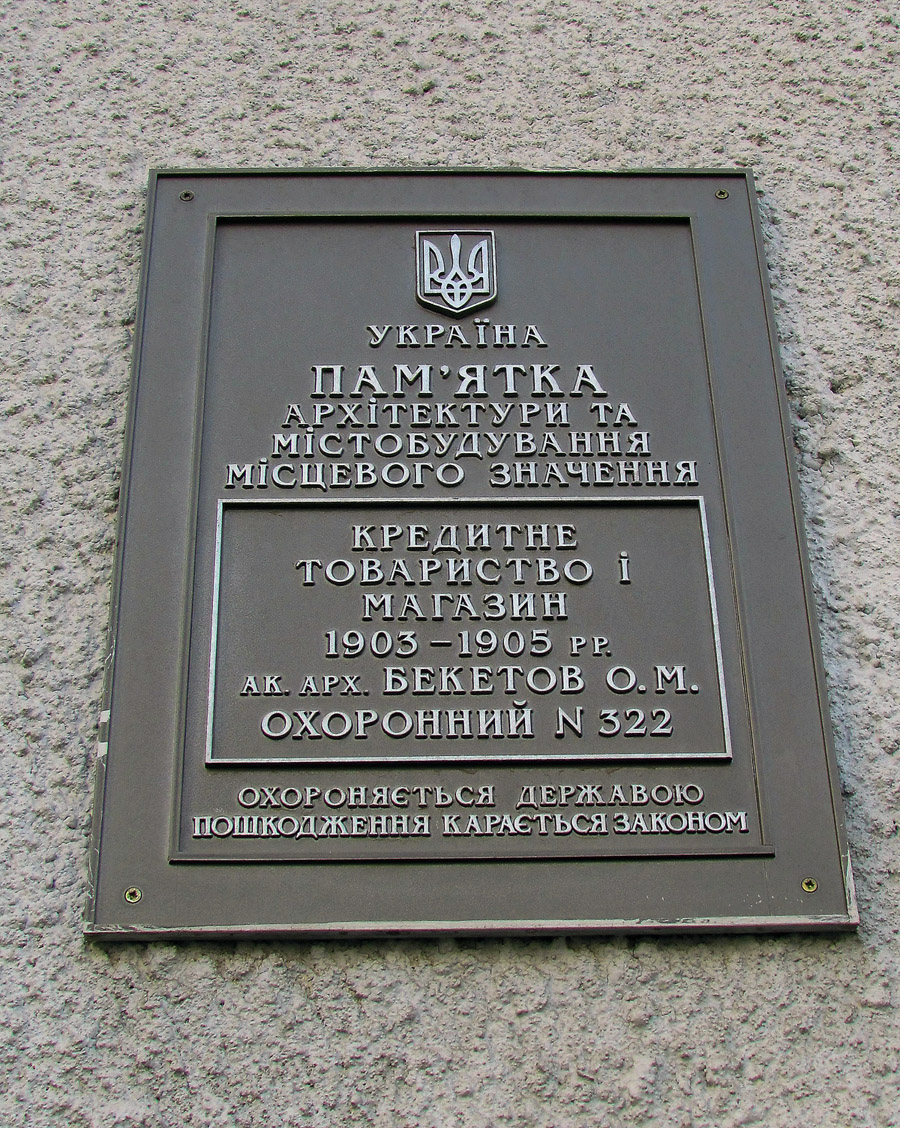 УКРАЇНА
ПАМ'ЯТКА
АРХІТЕКТУРИ ТА
МІСТОБУДУВАННЯ
МІСЦЕВОГО ЗНАЧЕННЯ
КРЕДИТНЕ
ТОВАРИСТВО І
МАГАЗИН
1903 – 1905 РР.
АК. АРХ. БЕКЕТОВ О. М.
ОХОРОННИЙ N 322
ОХОРОНЯЄТЬСЯ ДЕРЖАВОЮ
ПОШКОДЖЕННЯ КАРАЄТЬСЯ ЗАКОНОМ